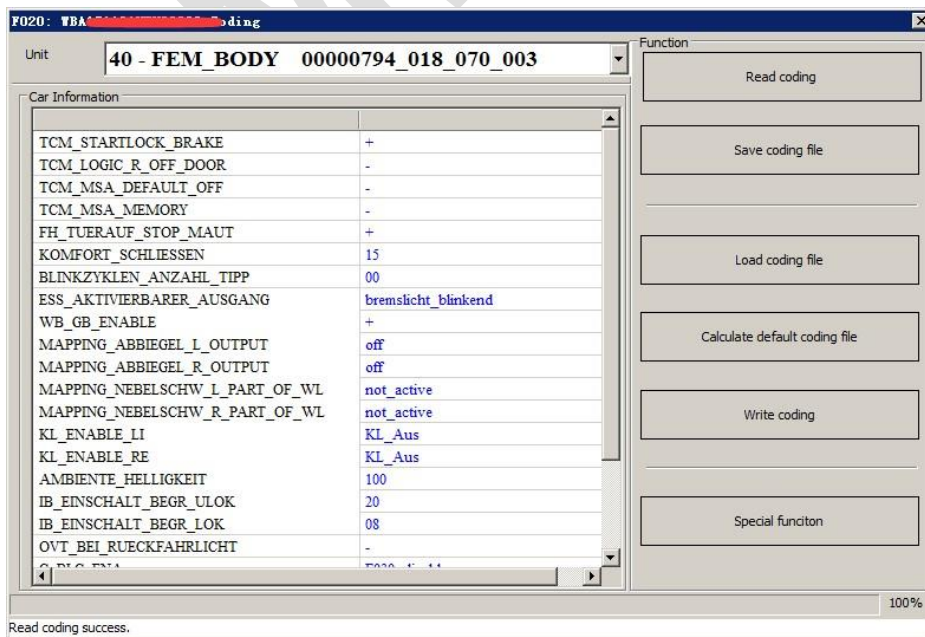 F020: WBA Coding
Unit
40 - FEM_BODY 00000794_018_070_003
Function
Read coding
Save coding file
Load coding file
Calculate default coding file
Write coding
Special funciton
Car Information
TCM_STARTLOCK_BRAKE +
TCM_LOGIC_R_OFF_DOOR -
TCM_MSA_DEFAULT_OFF -
TCM_MSA_MEMORY -
FH_TUERAUF_STOP_MAUT +
KOMFORT_SCHLIESSEN 15
BLINKZYKLEN_ANZAHL_TIPP 00
ESS_AKTIVIERBARER_AUSGANG bremslicht_blinkend
WB_GB_ENABLE +
MAPPING_ABBIEGEL_L_OUTPUT off
MAPPING_ABBIEGEL_R_OUTPUT off
MAPPING_NEBELSCHW_L_PART_OF_WL not_active
MAPPING_NEBELSCHW_R_PART_OF_WL not_active
KL_ENABLE_LI KL_Aus
KL_ENABLE_RE KL_Aus
AMBIENTE_HELLIGKEIT 100
IB_EINSCHALT_BEGR_ULOK 20
IB_EINSCHALT_BEGR_LOK 08
OVT_BEI_RUECKFAHRLICHT -
100%
Read coding success.